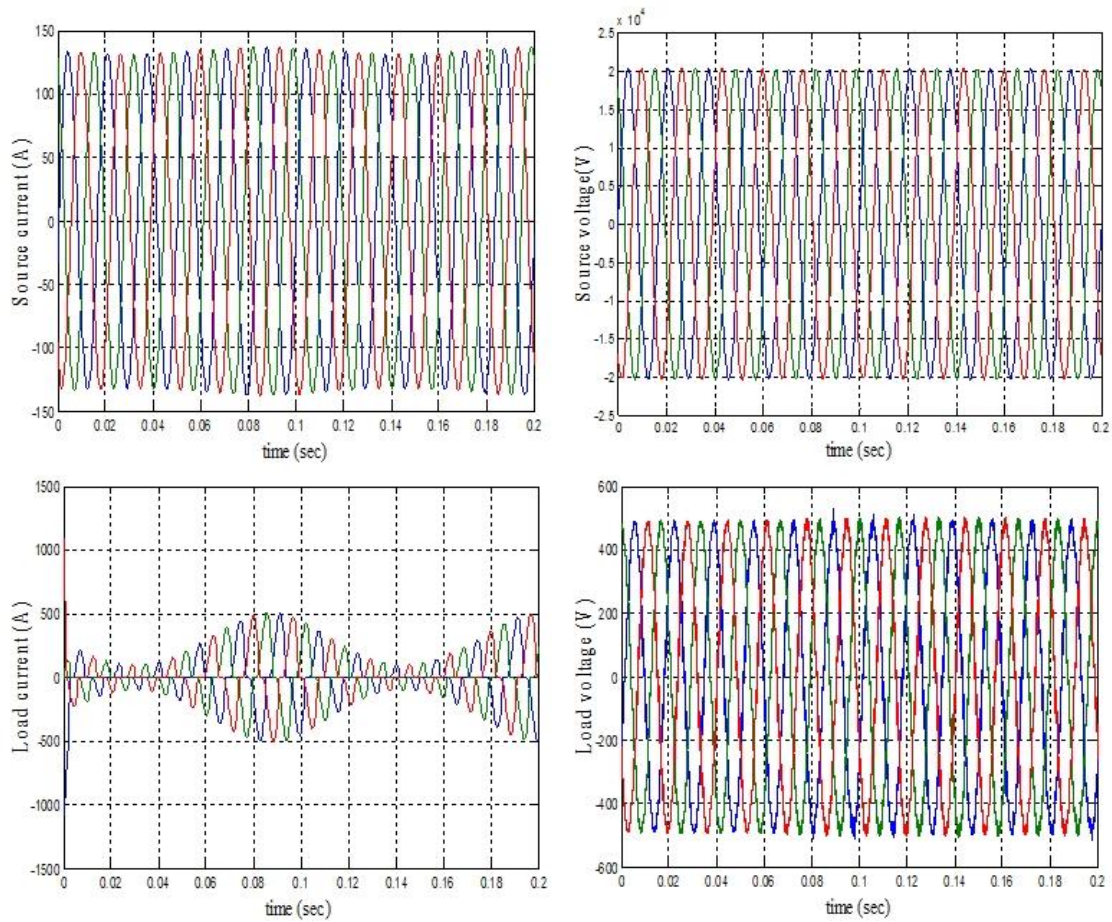 150
100
50
0
-50
-100
-150
Source current (A)
0 0.02 0.04 0.06 0.08 0.1 0.12 0.14 0.16 0.18 0.2
time (sec)
x 10^4
2.5
2
1.5
1
0.5
0
-0.5
-1
-1.5
-2
-2.5
Source voltage(V)
0 0.02 0.04 0.06 0.08 0.1 0.12 0.14 0.16 0.18 0.2
time (sec)
1500
1000
500
0
-500
-1000
-1500
Load current (A)
0 0.02 0.04 0.06 0.08 0.1 0.12 0.14 0.16 0.18 0.2
time (sec)
600
400
200
0
-200
-400
-600
Load voltage (V)
0 0.02 0.04 0.06 0.08 0.1 0.12 0.14 0.16 0.18 0.2
time (sec)